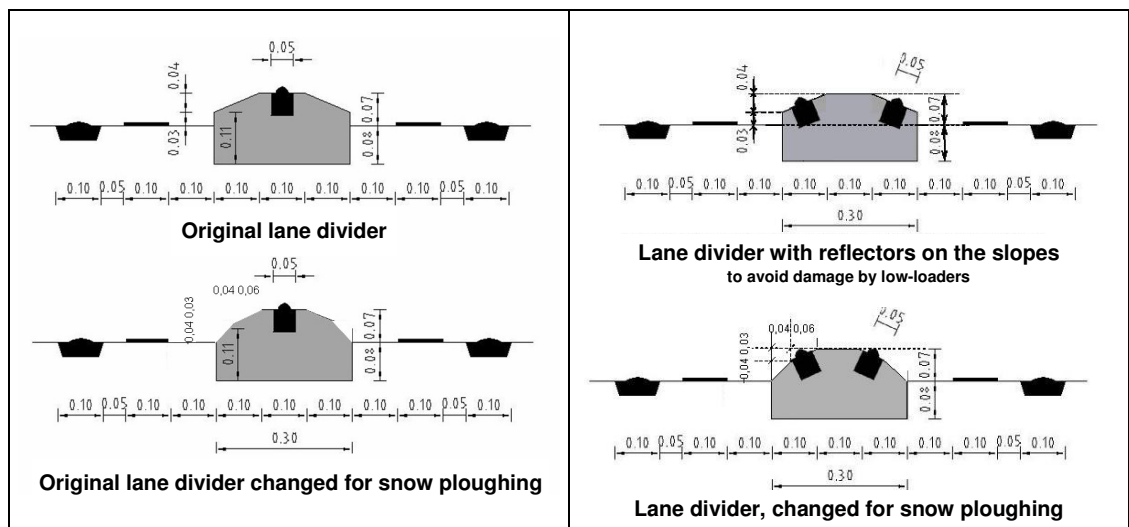 0.05
0.04
0.03
0.11
0.07
0.08
0.10 0.05 0.10 0.10 0.10 0.10 0.10 0.10 0.10 0.05 0.10
Original lane divider
0.05
0,04 0,06
0,04 0,03
0.11
0.07
0.08
0.10 0.05 0.10 0.10 0.10 0.10 0.10 0.10 0.10 0.05 0.10
0.30
Original lane divider changed for snow ploughing
0.05
0.04
0.03
0.07
0.08
0.10 0.05 0.10 0.10 0.10 0.10 0.10 0.10 0.10 0.05 0.10
0.30
Lane divider with reflectors on the slopes
to avoid damage by low-loaders
0.05
0,04 0,06
0,04 0,03
0.07
0.08
0.10 0.05 0.10 0.10 0.10 0.10 0.10 0.10 0.10 0.05 0.10
0.30
Lane divider, changed for snow ploughing